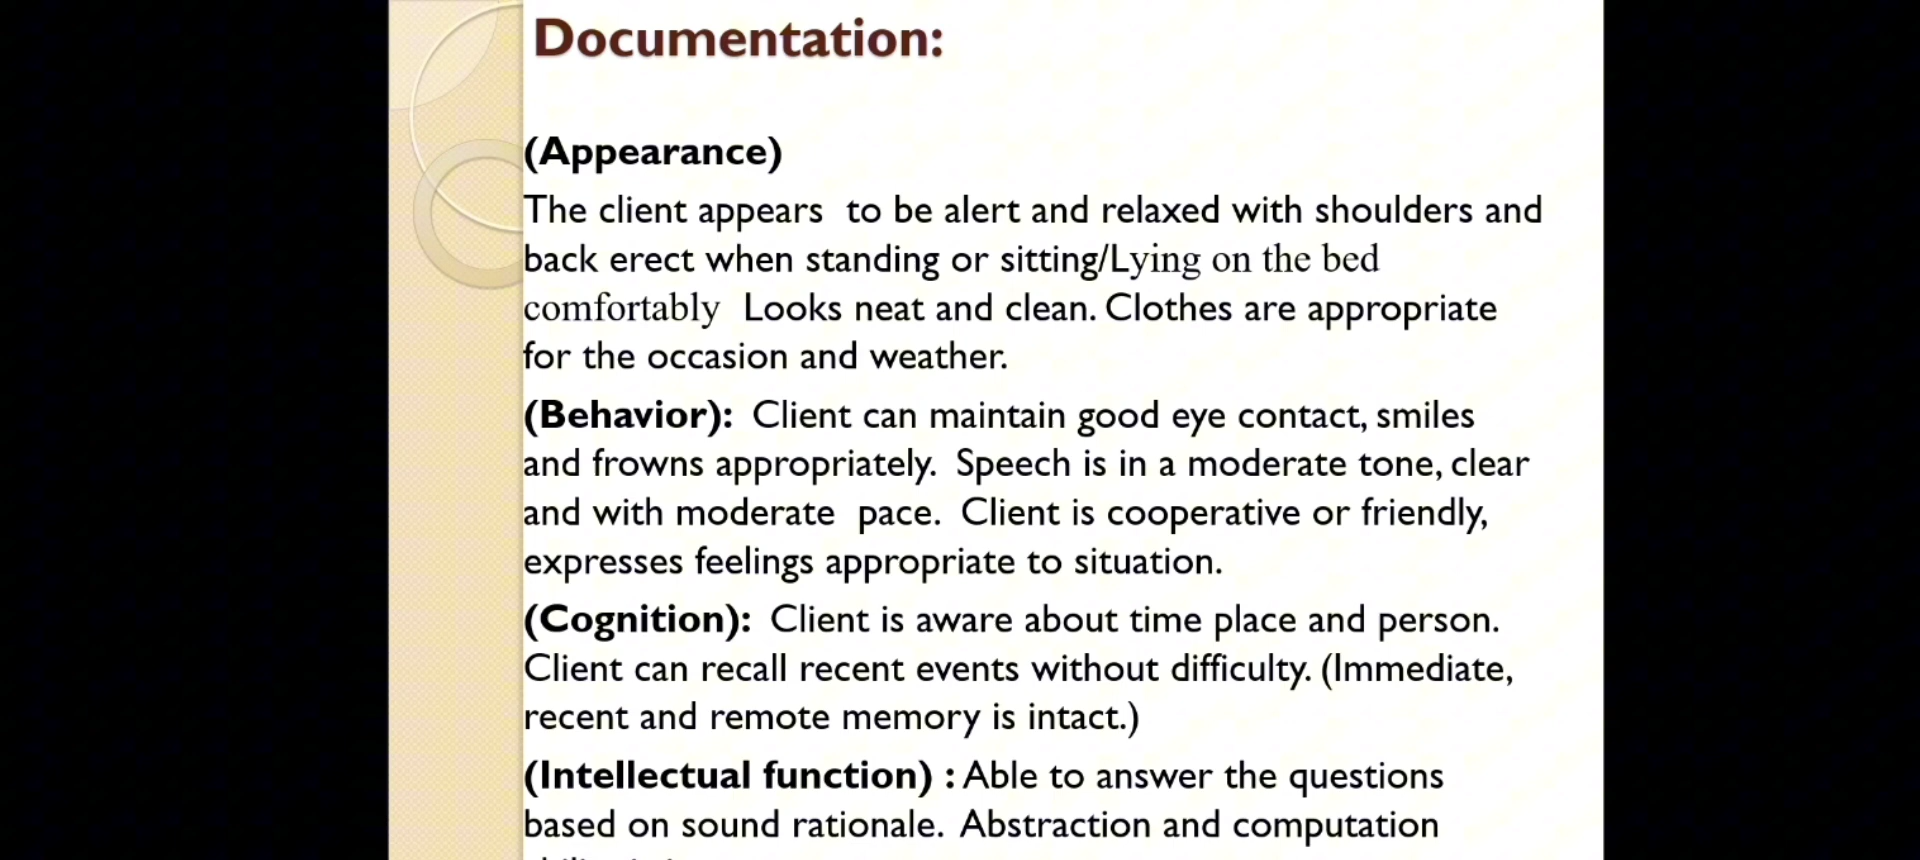 Documentation:
(Appearance)
The client appears to be alert and relaxed with shoulders and
back erect when standing or sitting/Lying on the bed
comfortably Looks neat and clean. Clothes are appropriate
for the occasion and weather.
(Behavior): Client can maintain good eye contact, smiles
and frowns appropriately. Speech is in a moderate tone, clear
and with moderate pace. Client is cooperative or friendly,
expresses feelings appropriate to situation.
(Cognition): Client is aware about time place and person.
Client can recall recent events without difficulty. (Immediate,
recent and remote memory is intact.)
(Intellectual function) : Able to answer the questions
based on sound rationale. Abstraction and computation